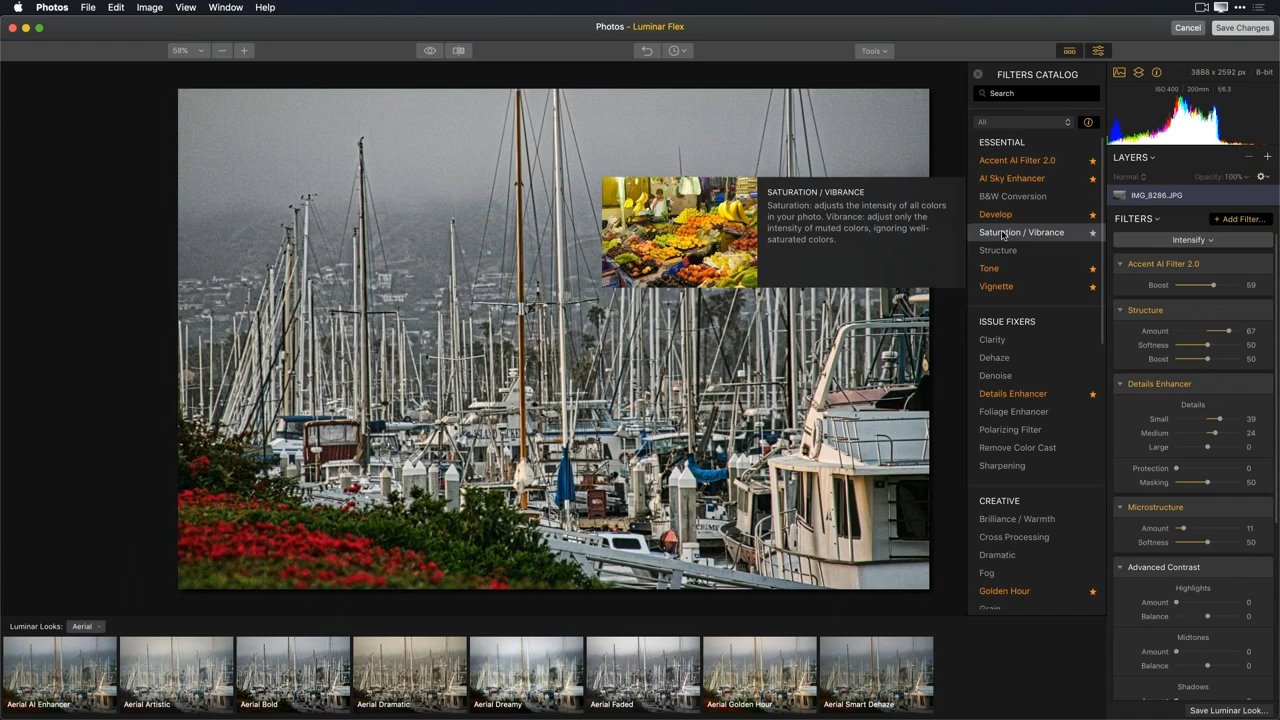 Photos File Edit Image View Window Help
Photos - Luminar Flex
Cancel Save Changes
58%
Tools
FILTERS CATALOG
Search
All
ESSENTIAL
Accent AI Filter 2.0
AI Sky Enhancer
B&W Conversion
Develop
Saturation / Vibrance
Structure
Tone
Vignette
ISSUE FIXERS
Clarity
Dehaze
Denoise
Details Enhancer
Foliage Enhancer
Polarizing Filter
Remove Color Cast
Sharpening
CREATIVE
Brilliance / Warmth
Cross Processing
Dramatic
Fog
Golden Hour
Grain
SATURATION / VIBRANCE
Saturation: adjusts the intensity of all colors
in your photo. Vibrance: adjust only the
intensity of muted colors, ignoring well-
saturated colors.
3888 x 2592 px 8-bit
ISO 400 200mm f/6.3
LAYERS
Normal Opacity: 100%
IMG_8286.JPG
FILTERS + Add Filter...
Intensify
Accent AI Filter 2.0
Boost 59
Structure
Amount 67
Softness 50
Boost 50
Details Enhancer
Details
Small 39
Medium 24
Large 0
Protection 0
Masking 50
Microstructure
Amount 11
Softness 50
Advanced Contrast
Highlights
Amount 0
Balance 0
Midtones
Amount 0
Balance 0
Shadows
Save Luminar Look...
Luminar Looks: Aerial
Aerial AI Enhancer
Aerial Artistic
Aerial Bold
Aerial Dramatic
Aerial Dreamy
Aerial Faded
Aerial Golden Hour
Aerial Smart Dehaze